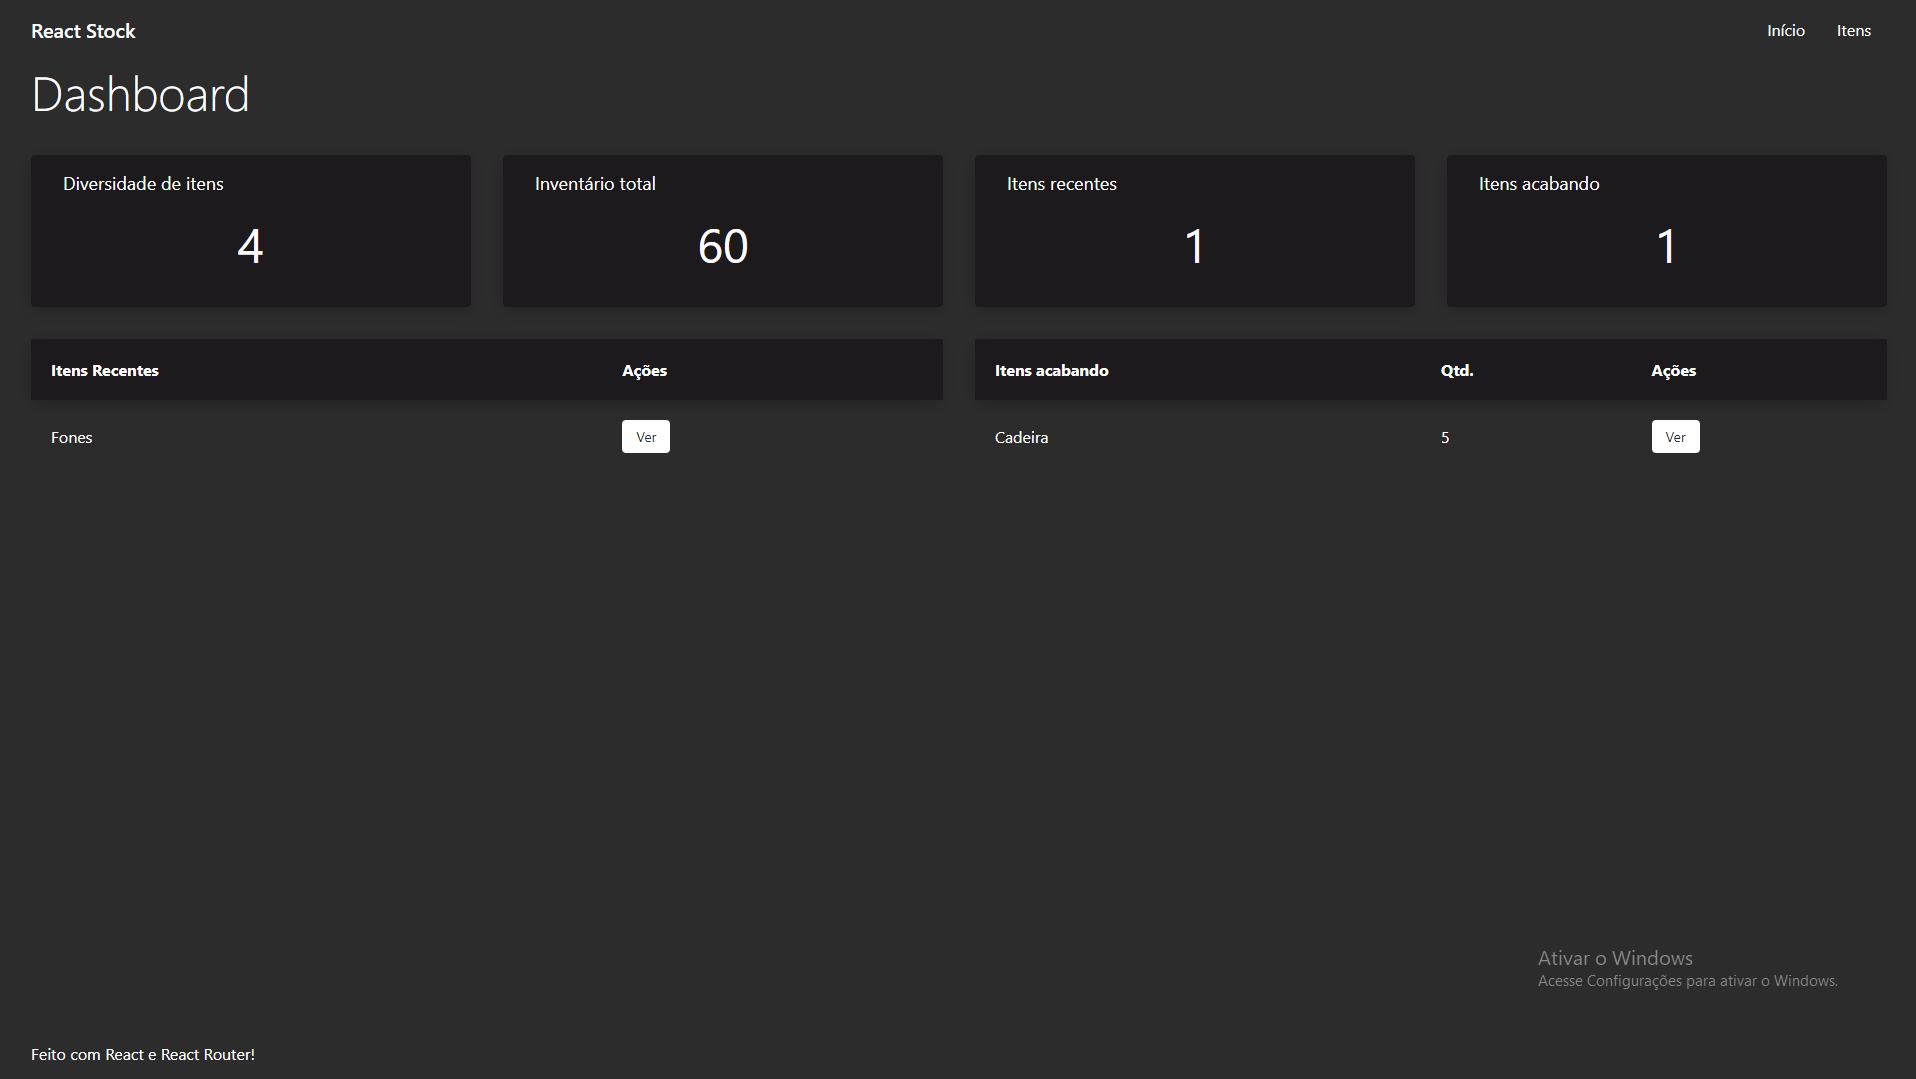 React Stock
Início Itens
Dashboard
Diversidade de itens
4
Inventário total
60
Itens recentes
1
Itens acabando
1
Itens Recentes Ações
Fones Ver
Itens acabando Qtd. Ações
Cadeira 5 Ver
Ativar o Windows
Acesse Configurações para ativar o Windows.
Feito com React e React Router!